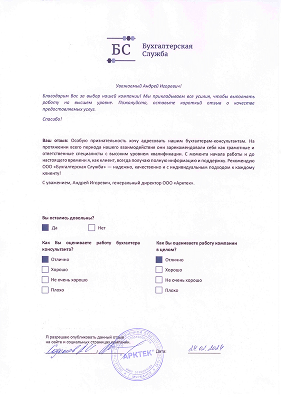 БС Бухгалтерская
Служба
Уважаемый Андрей Игоревич!
Благодарим Вас за выбор нашей компании! Мы прикладываем все усилия, чтобы выполнять
работу на высшем уровне. Пожалуйста, оставьте короткий отзыв о качестве
предоставляемых услуг.
Спасибо!
Ваш отзыв: Особую признательность хочу адресовать нашим бухгалтерам-консультантам. На
протяжении всего периода нашего взаимодействия они зарекомендовали себя как грамотные и
ответственные специалисты с высоким уровнем квалификации. С момента начала работы и до
настоящего времени я, как клиент, всегда получаю полную информацию и поддержку. Рекомендую
ООО «Бухгалтерская Служба» — надежно, качественно и с индивидуальным подходом к каждому
клиенту!
С уважением, Андрей Игоревич, генеральный директор ООО «Арктек».
Вы остались довольны?
Да Нет
Как Вы оцениваете работу бухгалтера
консультанта?
Отлично
Хорошо
Не очень хорошо
Плохо
Как Вы оцениваете работу компании
в целом?
Отлично
Хорошо
Не очень хорошо
Плохо
Я разрешаю опубликовать данный отзыв
на сайте и социальных страницах компании.
"АРКТЕК"
Дата: